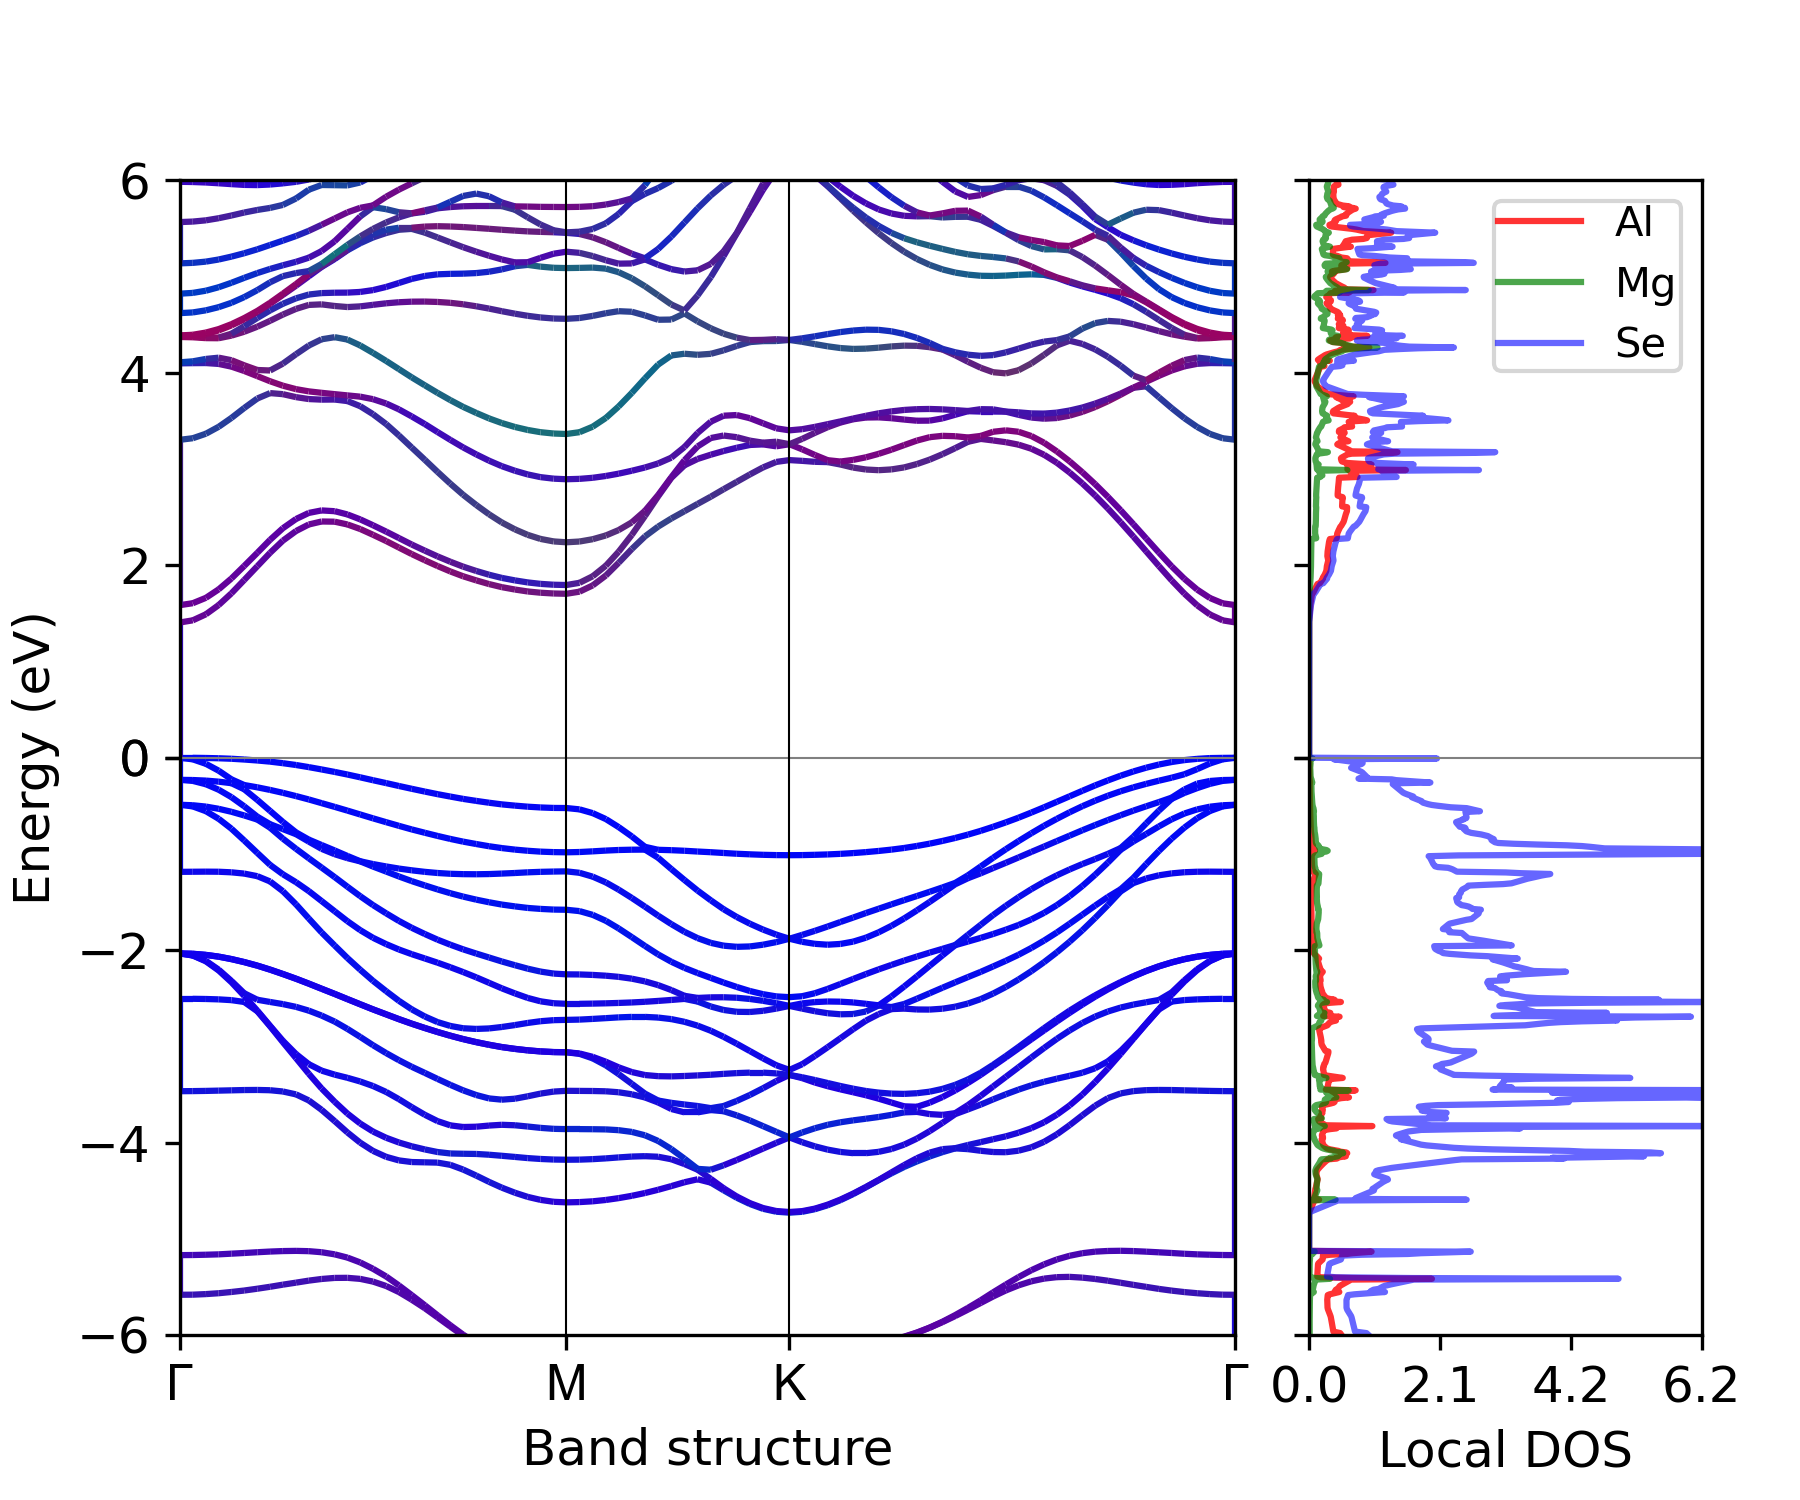 Energy (eV)
6
4
2
0
−2
−4
−6
Γ
M
K
Γ
Band structure
Al
Mg
Se
0.0
2.1
4.2
6.2
Local DOS